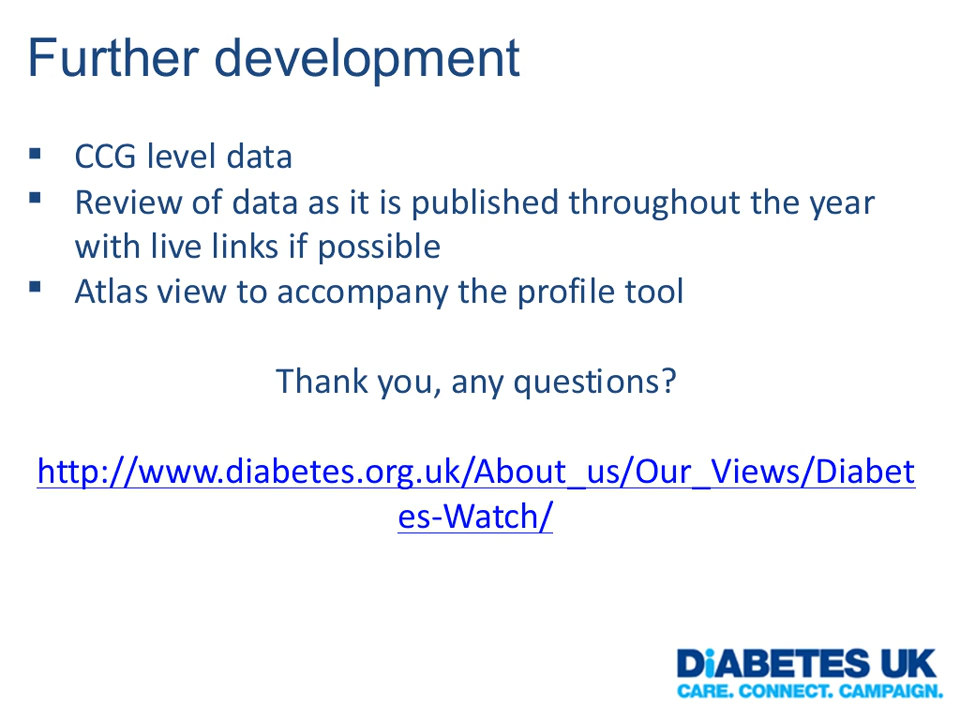 Further development
▪ CCG level data
▪ Review of data as it is published throughout the year
with live links if possible
▪ Atlas view to accompany the profile tool
Thank you, any questions?
http://www.diabetes.org.uk/About_us/Our_Views/Diabet
es-Watch/
DiABETES UK
CARE. CONNECT. CAMPAIGN.